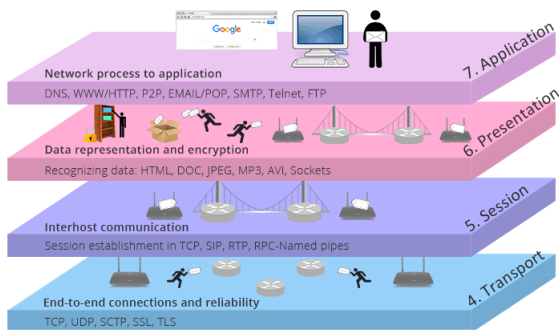 Google
7. Application
Network process to application
DNS, WWW/HTTP, P2P, EMAIL/POP, SMTP, Telnet, FTP
6. Presentation
Data representation and encryption
Recognizing data: HTML, DOC, JPEG, MP3, AVI, Sockets
5. Session
Interhost communication
Session establishment in TCP, SIP, RTP, RPC-Named pipes
4. Transport
End-to-end connections and reliability
TCP, UDP, SCTP, SSL, TLS